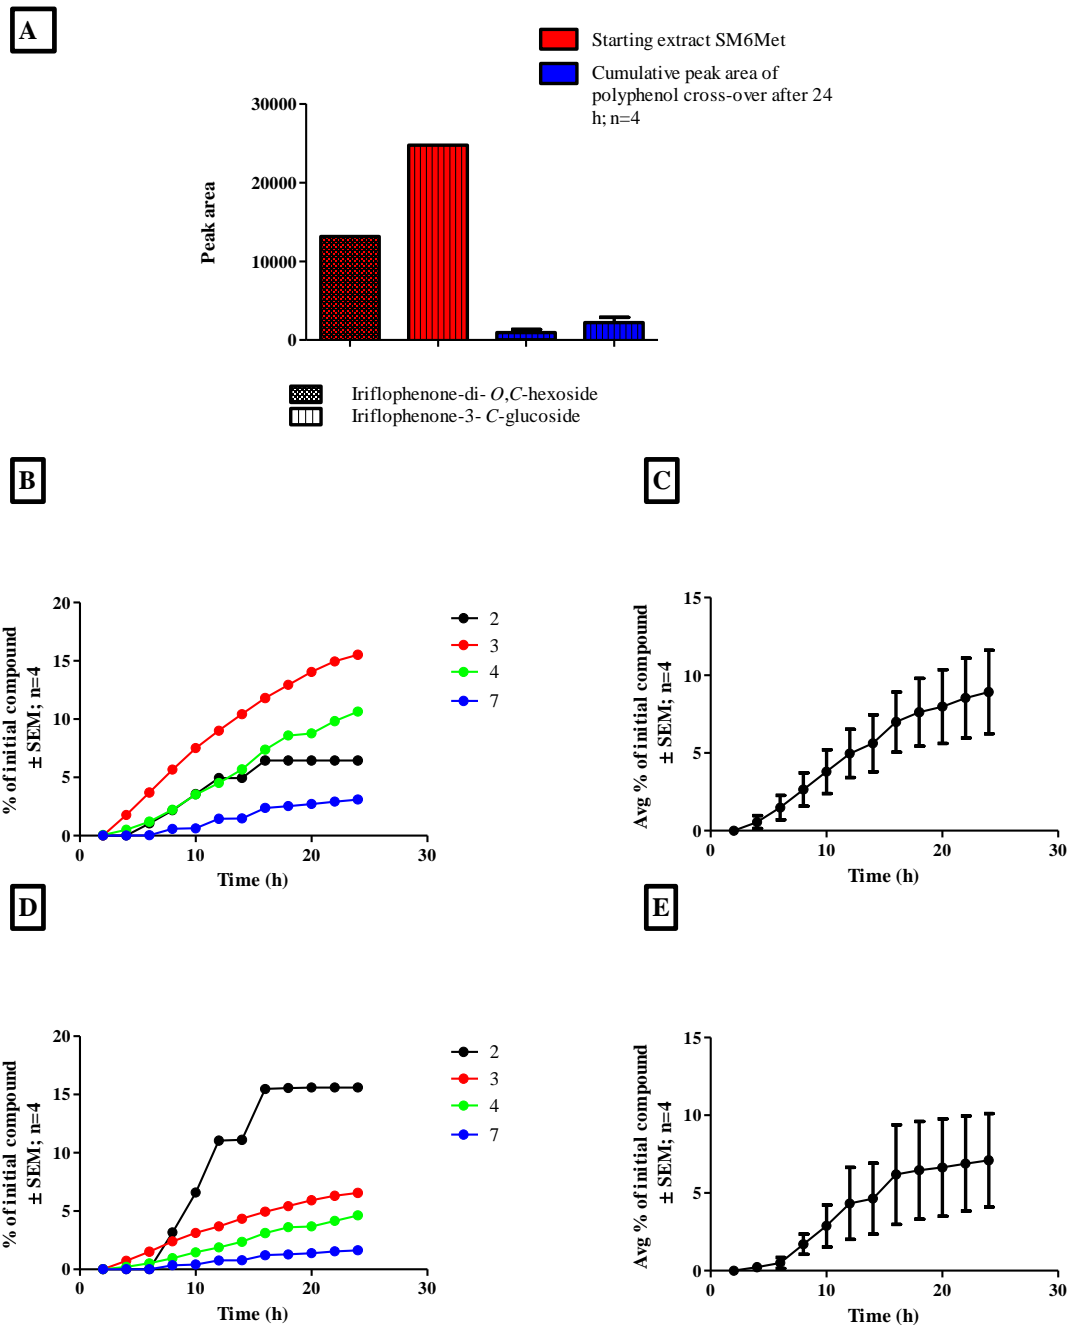 A
Starting extract SM6Met
Cumulative peak area of
polyphenol cross-over after 24
h; n=4
30000
20000
10000
0
Peak area
Iriflophenone-di- O,C-hexoside
Iriflophenone-3- C-glucoside
B
% of initial compound
± SEM; n=4
20
15
10
5
0
0 10 20 30
Time (h)
2
3
4
7
C
Avg % of initial compound
± SEM; n=4
15
10
5
0
0 10 20 30
Time (h)
D
% of initial compound
± SEM; n=4
20
15
10
5
0
0 10 20 30
Time (h)
2
3
4
7
E
Avg % of initial compound
± SEM; n=4
15
10
5
0
0 10 20 30
Time (h)